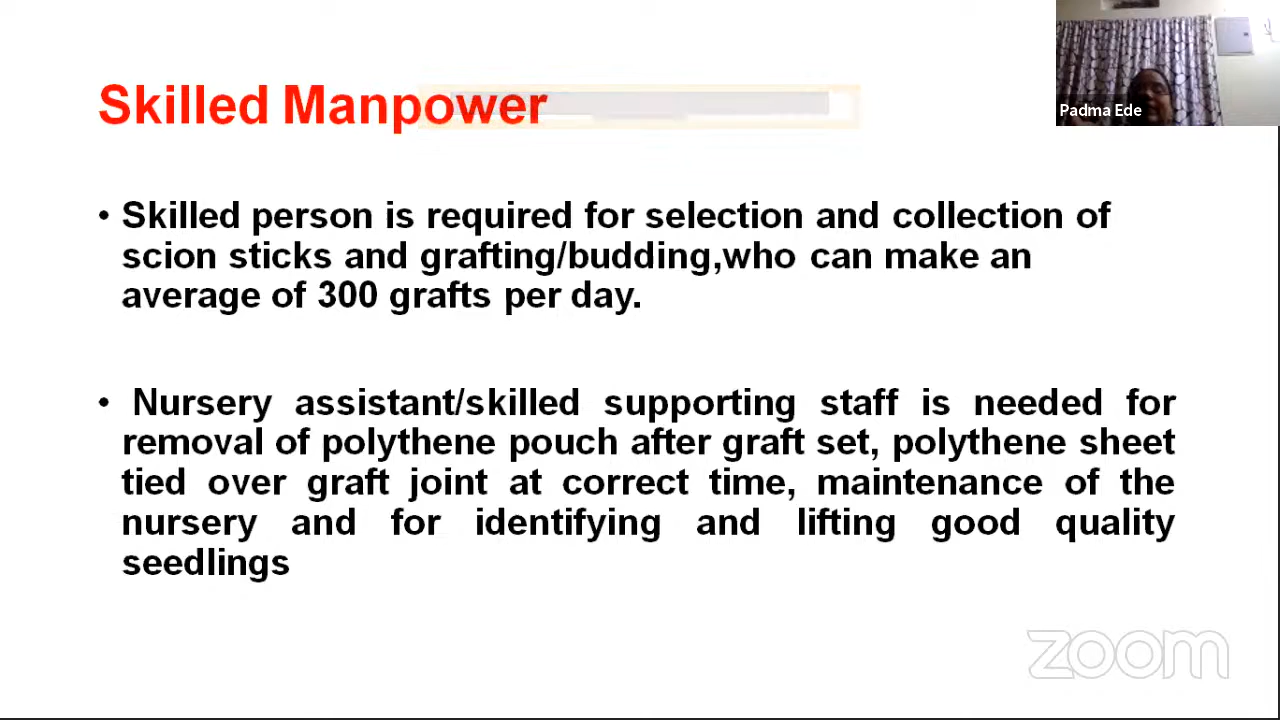 Skilled Manpower
Padma Ede
• Skilled person is required for selection and collection of
scion sticks and grafting/budding,who can make an
average of 300 grafts per day.
• Nursery assistant/skilled supporting staff is needed for
removal of polythene pouch after graft set, polythene sheet
tied over graft joint at correct time, maintenance of the
nursery and for identifying and lifting good quality
seedlings
zoom